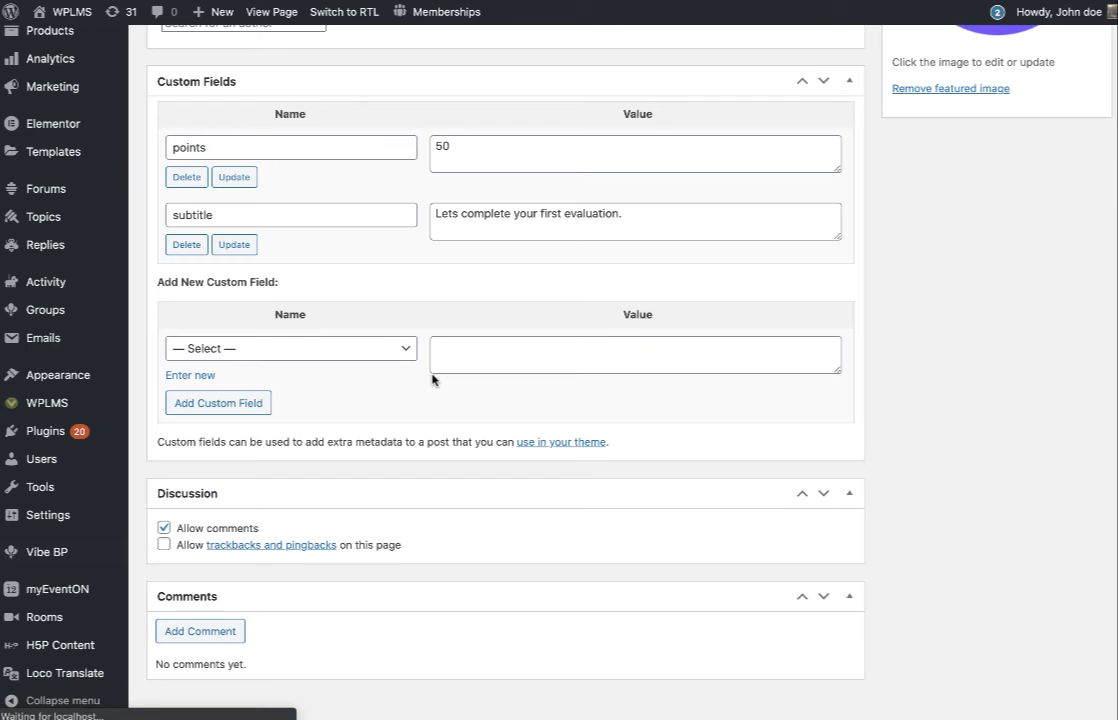 WPLMS 31 0 New View Page Switch to RTL Memberships 2 Howdy, John doe
Products
Analytics
Marketing
Elementor
Templates
Forums
Topics
Replies
Activity
Groups
Emails
Appearance
WPLMS
Plugins 20
Users
Tools
Settings
Vibe BP
12 myEventON
Rooms
H-P H5P Content
Loco Translate
Collapse menu
Waiting for localhost...
Search for an author
Custom Fields
Name Value
points 50
Delete Update
subtitle Lets complete your first evaluation.
Delete Update
Add New Custom Field:
Name Value
— Select —
Enter new
Add Custom Field
Custom fields can be used to add extra metadata to a post that you can use in your theme.
Discussion
Allow comments
Allow trackbacks and pingbacks on this page
Comments
Add Comment
No comments yet.
Click the image to edit or update
Remove featured image